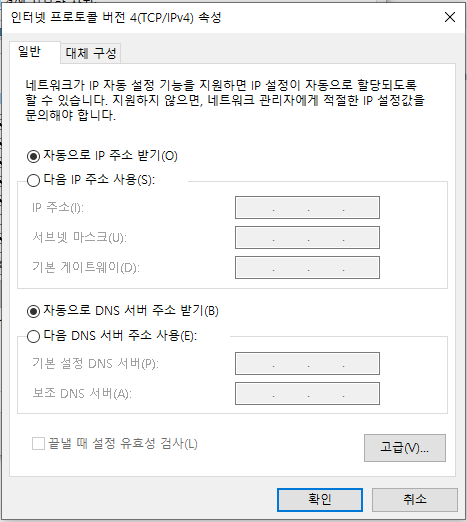 인터넷 프로토콜 버전 4(TCP/IPv4) 속성
일반
대체 구성
네트워크가 IP 자동 설정 기능을 지원하면 IP 설정이 자동으로 할당되도록
할 수 있습니다. 지원하지 않으면, 네트워크 관리자에게 적절한 IP 설정값을
문의해야 합니다.
자동으로 IP 주소 받기(O)
다음 IP 주소 사용(S):
IP 주소(I):
서브넷 마스크(U):
기본 게이트웨이(D):
자동으로 DNS 서버 주소 받기(B)
다음 DNS 서버 주소 사용(E):
기본 설정 DNS 서버(P):
보조 DNS 서버(A):
끝낼 때 설정 유효성 검사(L)
고급(V)...
확인
취소